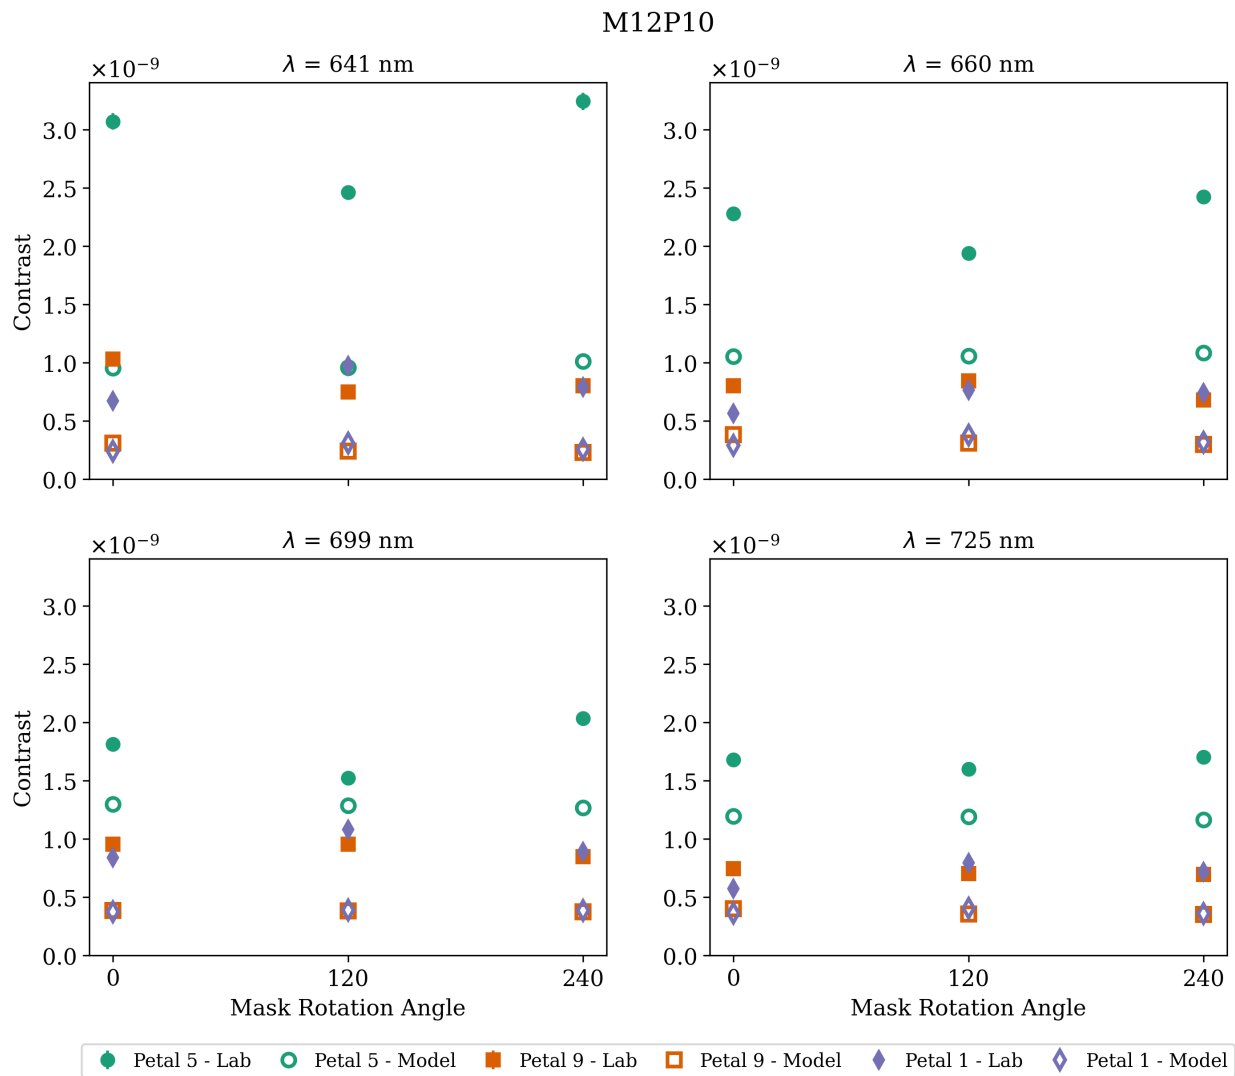 M12P10
×10⁻⁹ λ = 641 nm
×10⁻⁹ λ = 660 nm
Contrast
3.0
2.5
2.0
1.5
1.0
0.5
0.0
3.0
2.5
2.0
1.5
1.0
0.5
0.0
×10⁻⁹ λ = 699 nm
×10⁻⁹ λ = 725 nm
Contrast
3.0
2.5
2.0
1.5
1.0
0.5
0.0
3.0
2.5
2.0
1.5
1.0
0.5
0.0
0 120 240
0 120 240
Mask Rotation Angle
Mask Rotation Angle
Petal 5 - Lab Petal 5 - Model Petal 9 - Lab Petal 9 - Model Petal 1 - Lab Petal 1 - Model